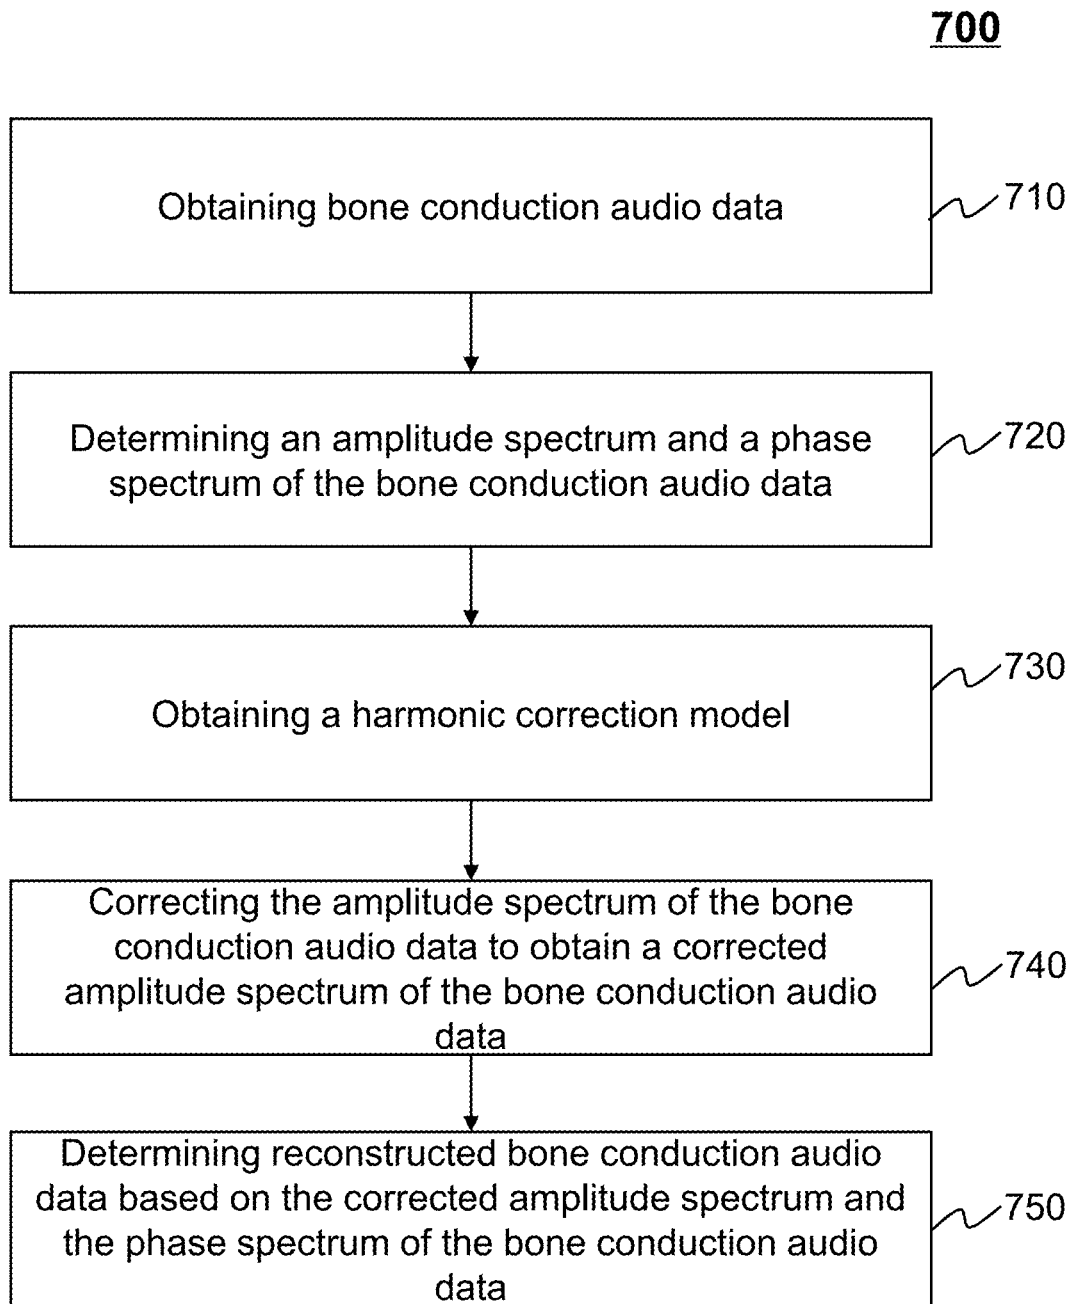 700
Obtaining bone conduction audio data
710
Determining an amplitude spectrum and a phase
spectrum of the bone conduction audio data
720
Obtaining a harmonic correction model
730
Correcting the amplitude spectrum of the bone
conduction audio data to obtain a corrected
amplitude spectrum of the bone conduction audio
data
740
Determining reconstructed bone conduction audio
data based on the corrected amplitude spectrum and
the phase spectrum of the bone conduction audio
data
750